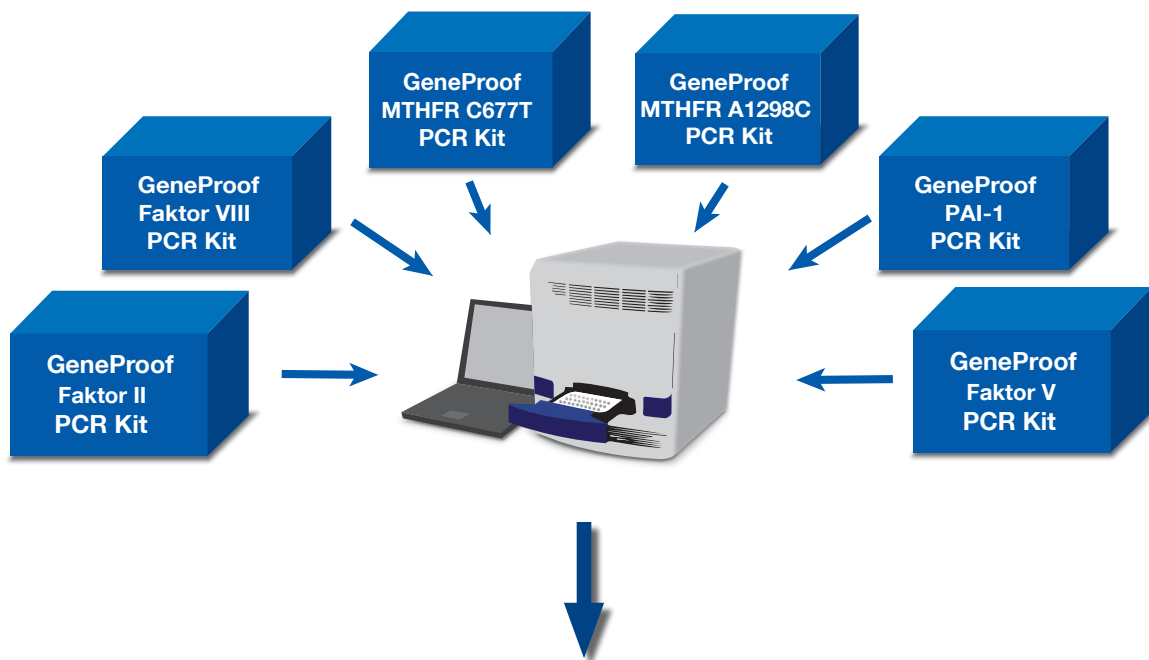 GeneProof
MTHFR C677T
PCR Kit
GeneProof
MTHFR A1298C
PCR Kit
GeneProof
Faktor VIII
PCR Kit
GeneProof
PAI-1
PCR Kit
GeneProof
Faktor II
PCR Kit
GeneProof
Faktor V
PCR Kit